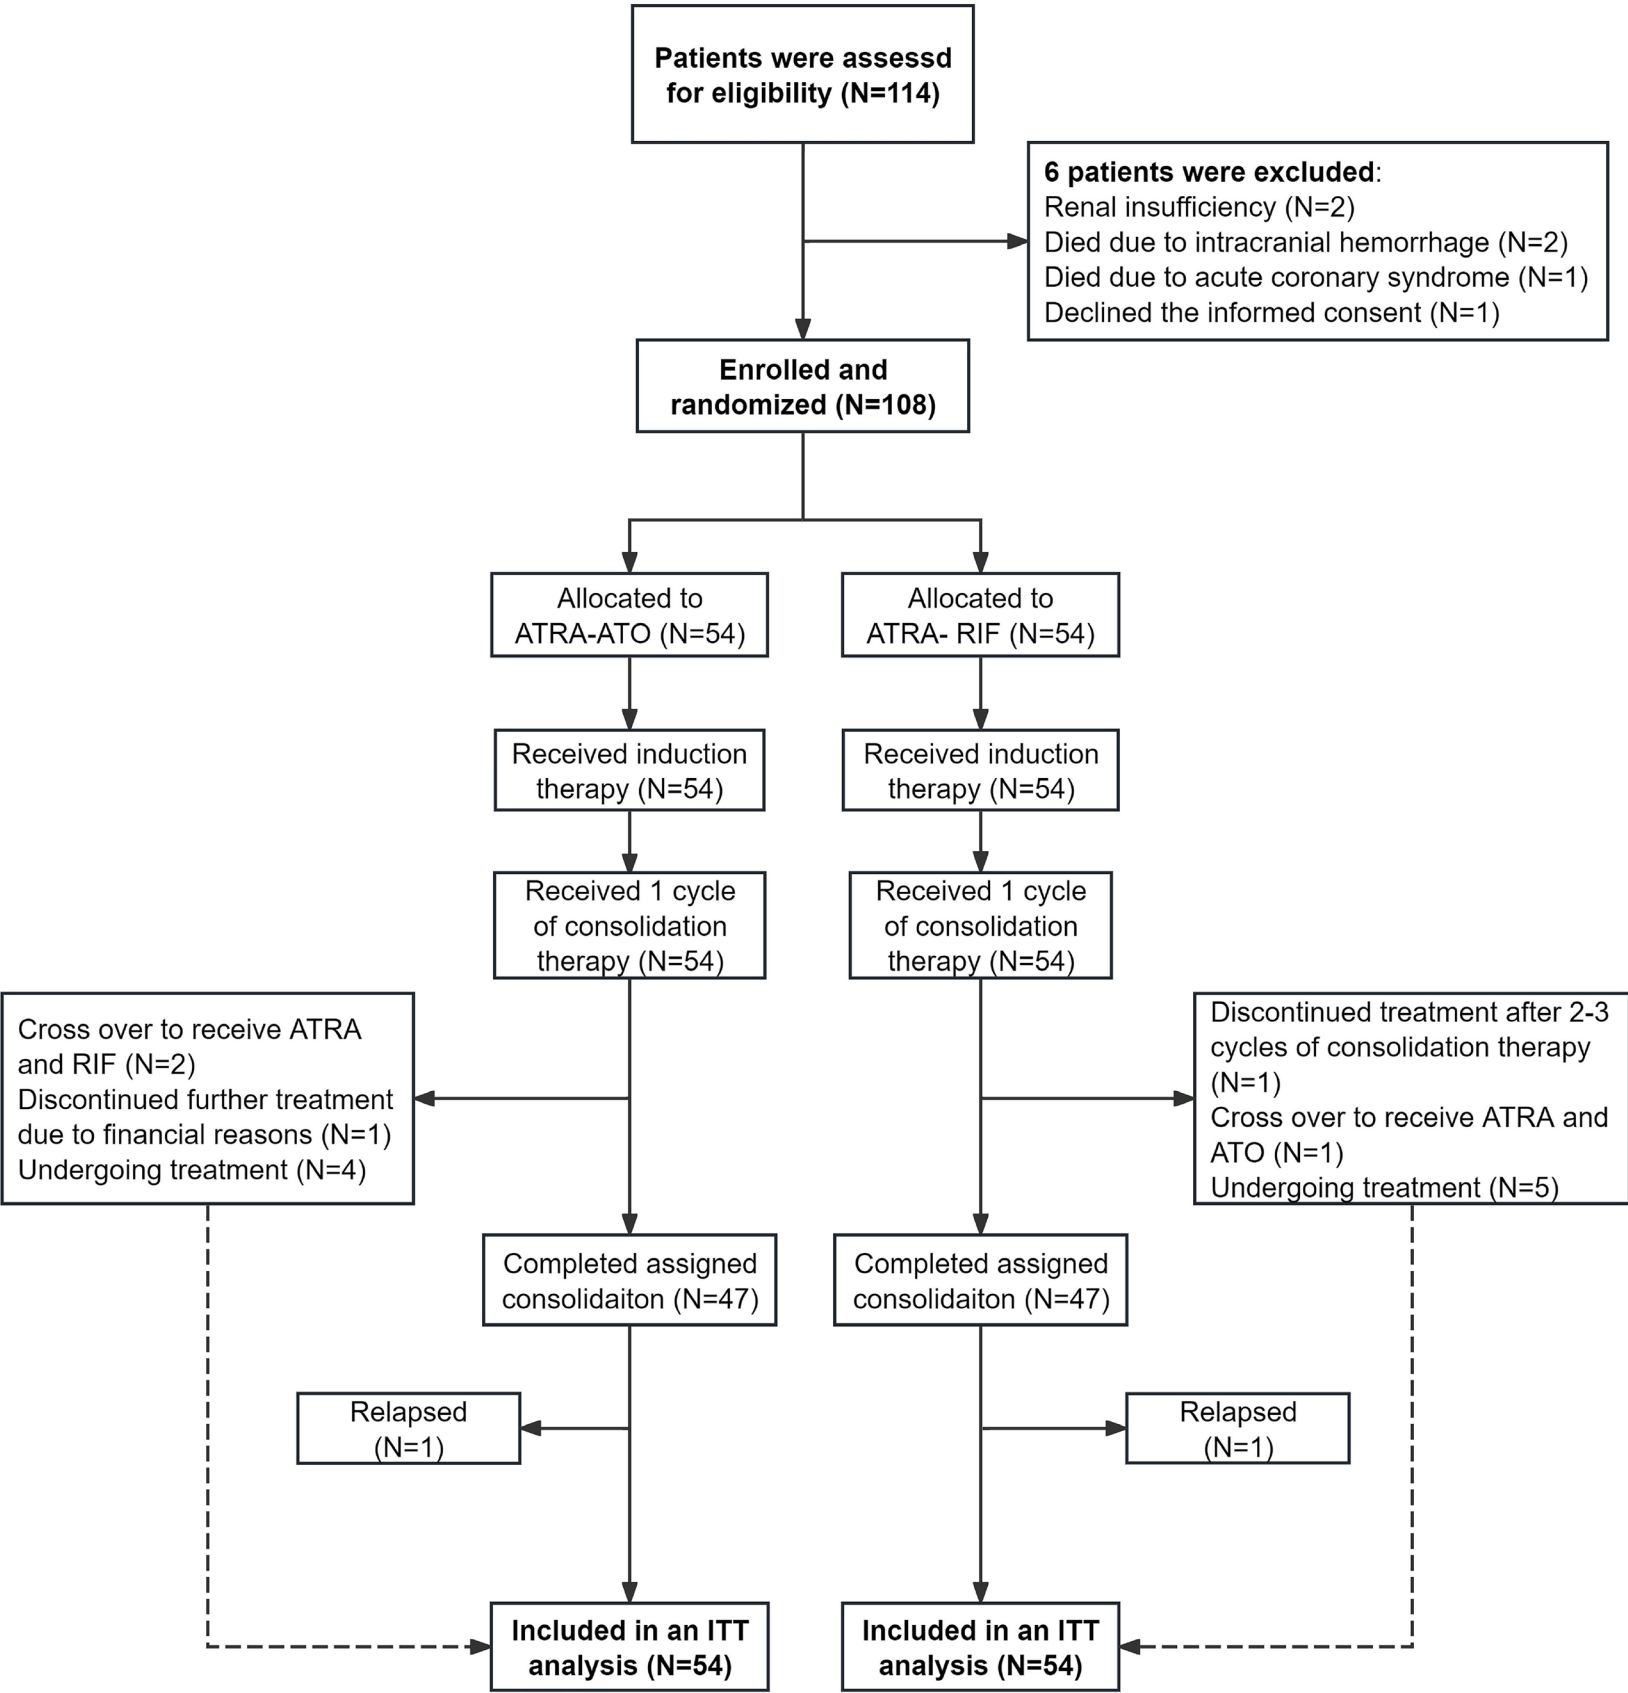 Patients were assessd
for eligibility (N=114)
6 patients were excluded:
Renal insufficiency (N=2)
Died due to intracranial hemorrhage (N=2)
Died due to acute coronary syndrome (N=1)
Declined the informed consent (N=1)
Enrolled and
randomized (N=108)
Allocated to
ATRA-ATO (N=54)
Allocated to
ATRA- RIF (N=54)
Received induction
therapy (N=54)
Received induction
therapy (N=54)
Received 1 cycle
of consolidation
therapy (N=54)
Received 1 cycle
of consolidation
therapy (N=54)
Cross over to receive ATRA
and RIF (N=2)
Discontinued further treatment
due to financial reasons (N=1)
Undergoing treatment (N=4)
Discontinued treatment after 2-3
cycles of consolidation therapy
(N=1)
Cross over to receive ATRA and
ATO (N=1)
Undergoing treatment (N=5)
Completed assigned
consolidaiton (N=47)
Completed assigned
consolidaiton (N=47)
Relapsed
(N=1)
Relapsed
(N=1)
Included in an ITT
analysis (N=54)
Included in an ITT
analysis (N=54)